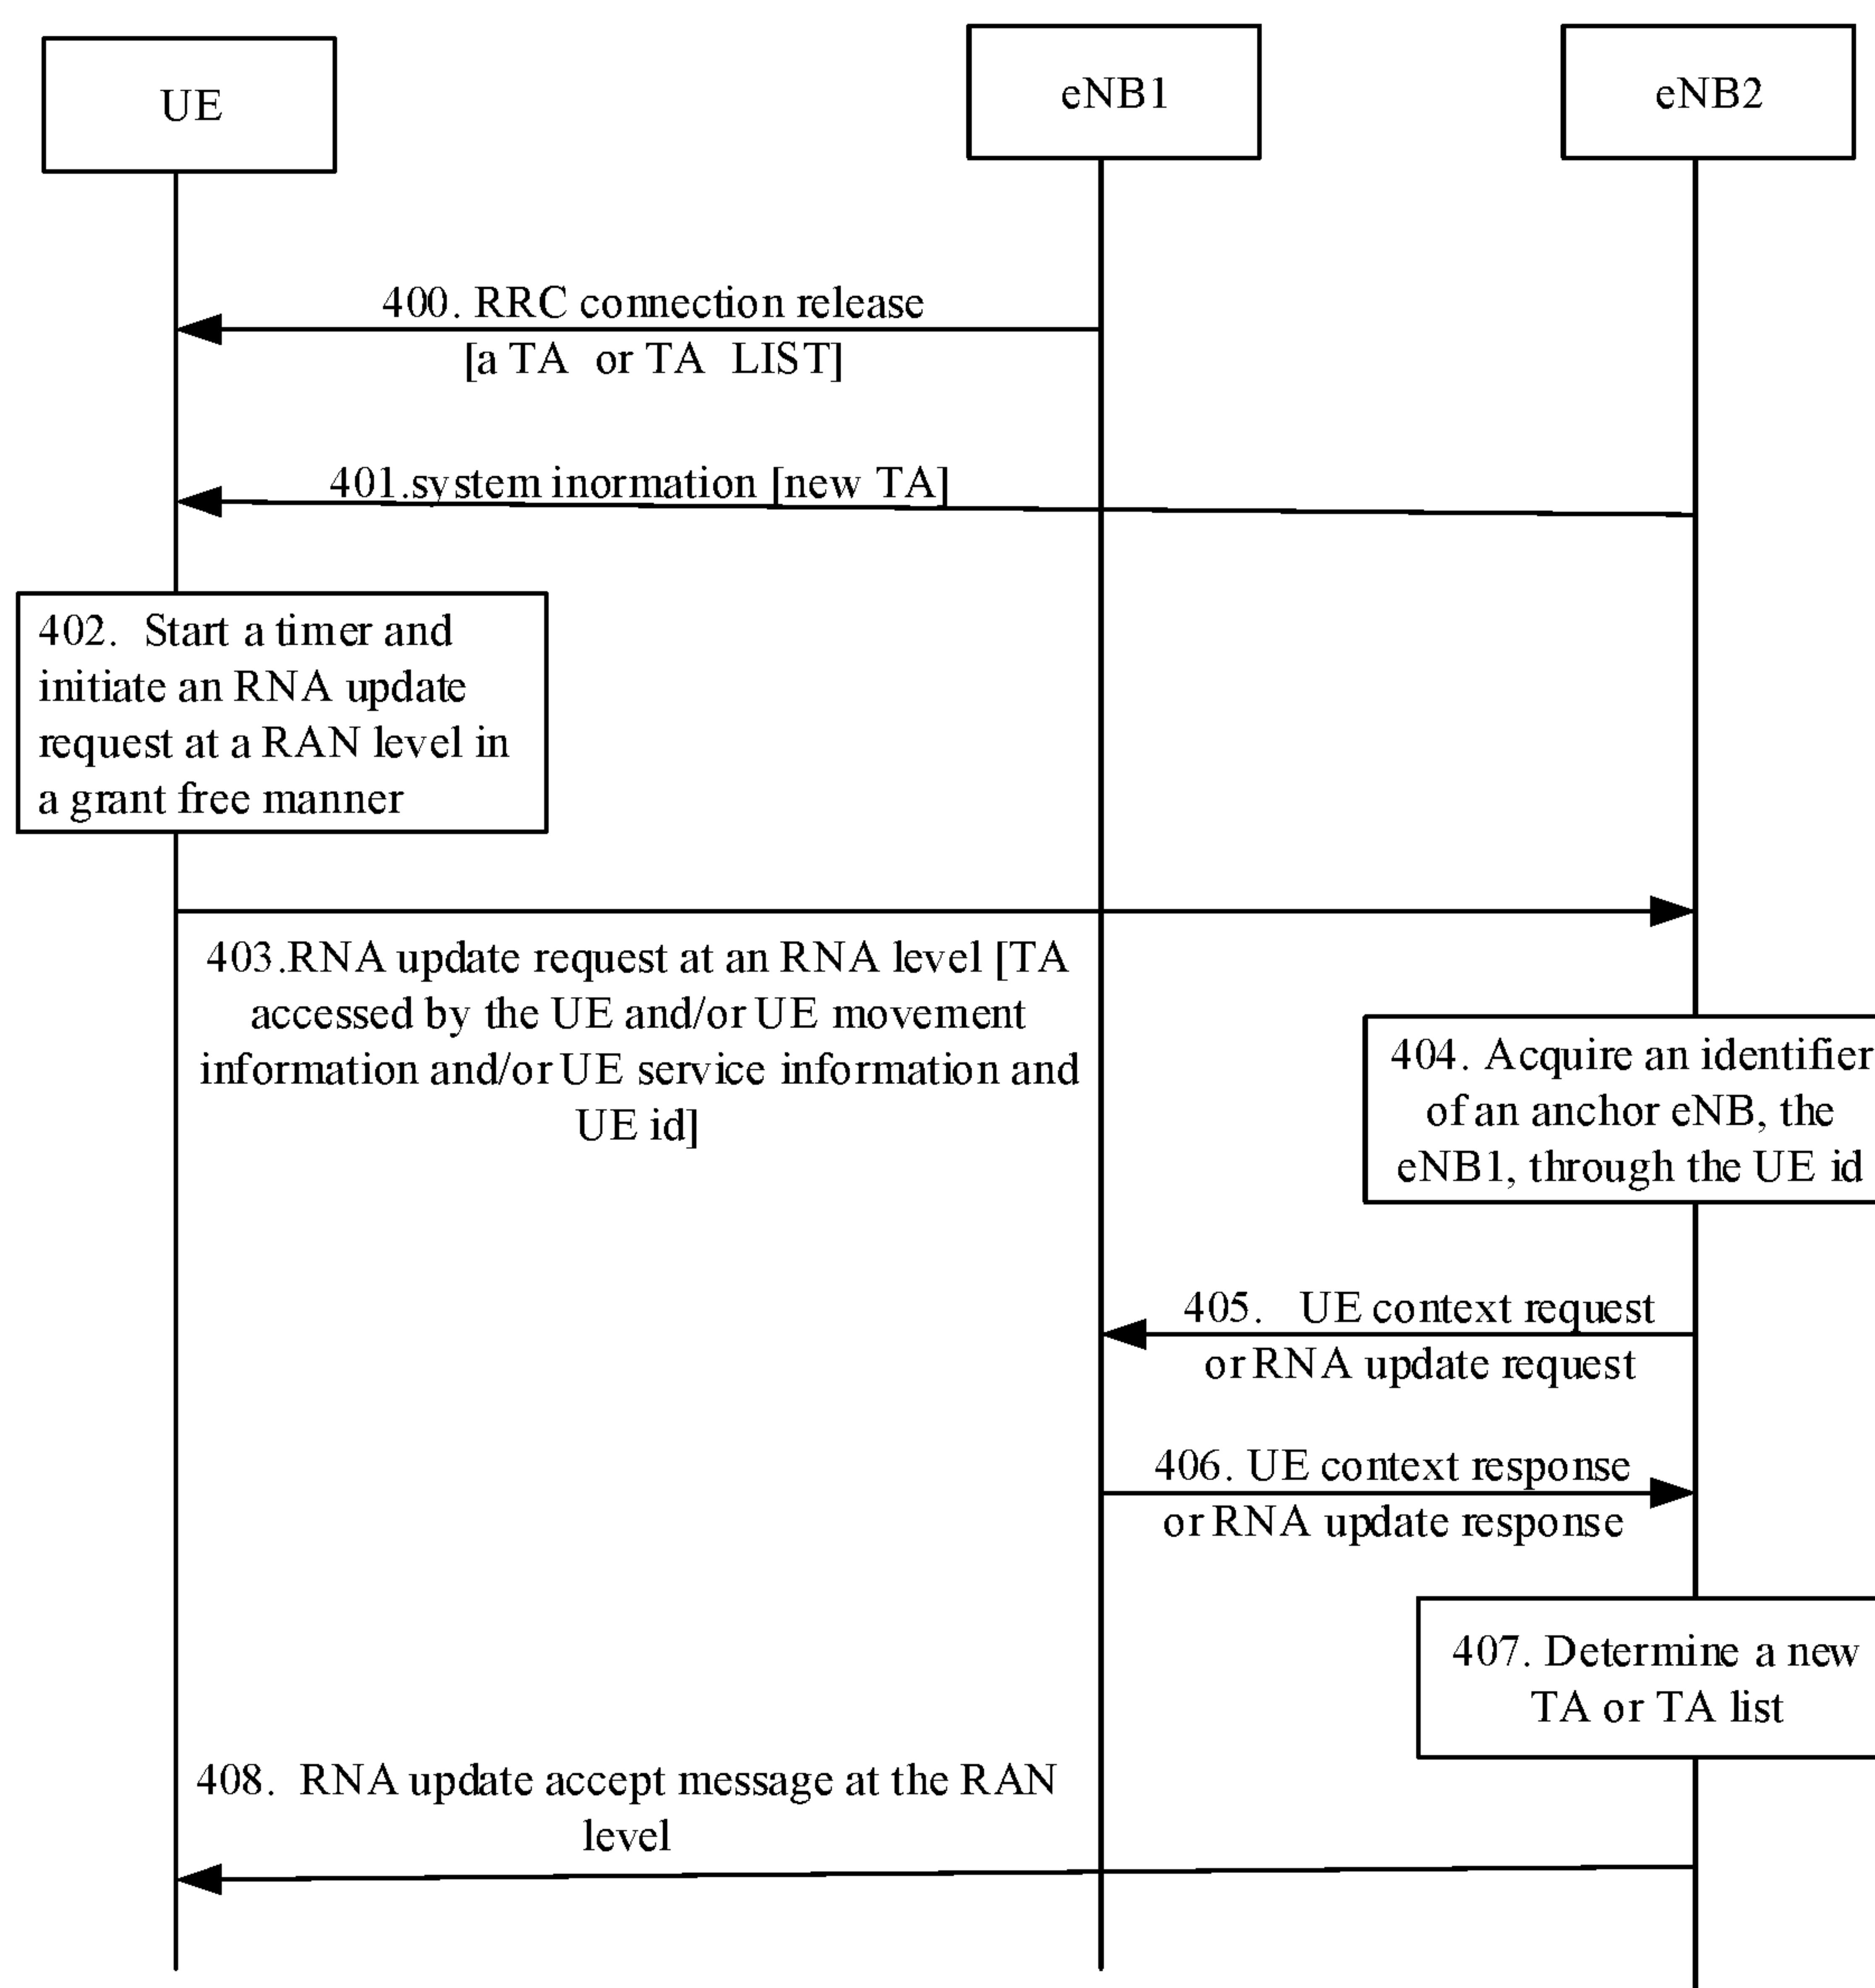 UE
eNB1
eNB2
400. RRC connection release
[a TA or TA LIST]
401.system inormation [new TA]
402. Start a timer and
initiate an RNA update
request at a RAN level in
a grant free manner
403.RNA update request at an RNA level [TA
accessed by the UE and/or UE movement
information and/or UE service information and
UE id]
404. Acquire an identifier
of an anchor eNB, the
eNB1, through the UE id
405. UE context request
or RNA update request
406. UE context response
or RNA update response
407. Determine a new
TA or TA list
408. RNA update accept message at the RAN
level